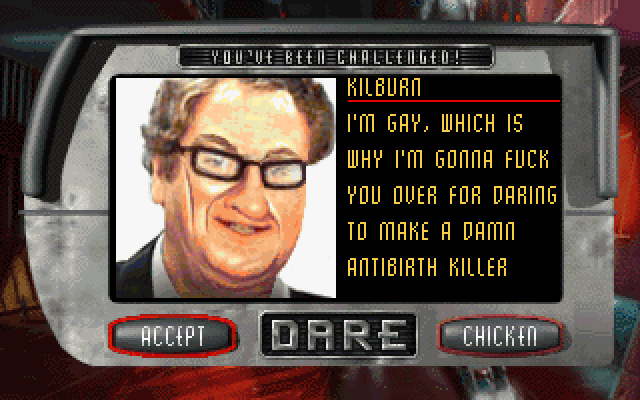 YOU'VE BEEN CHALLENGED!
KILBURN
I'M GAY, WHICH IS
WHY I'M GONNA FUCK
YOU OVER FOR DARING
TO MAKE A DAMN
ANTIBIRTH KILLER
ACCEPT
DARE
CHICKEN